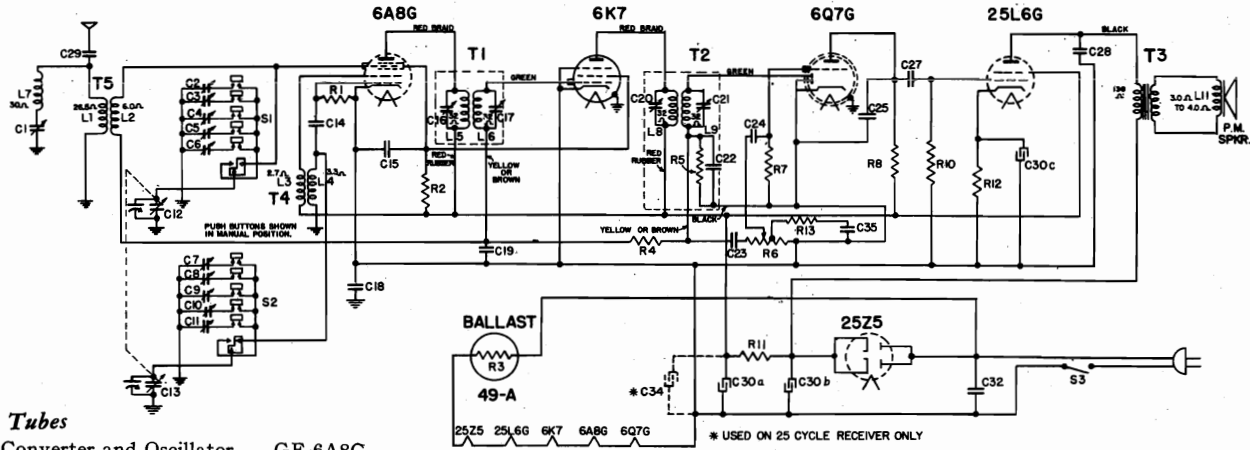 6A8G
6K7
6Q7G
25L6G
RED BRAID
T1
RED BRAID
T2
BLACK
T3
C29
T5
L7
30Ω
C1
26.5Ω
L1
6.0Ω
L2
C2
C3
C4
C5
C6
S1
R1
C14
C15
GREEN
C16
C17
L5
L6
RED
RUBBER
YELLOW
OR
BROWN
2.7Ω
L3
3.3Ω
L4
T4
R2
C12
PUSH BUTTONS SHOWN
IN MANUAL POSITION.
GREEN
C20
C21
L8
L9
R5
C22
RED
RUBBER
BLACK
YELLOW OR BROWN
C24
R7
C25
C27
R8
R10
R12
C30c
C28
3.0Ω
TO 4.0Ω
L11
P.M.
SPKR.
R4
C23
R6
R13
C35
C19
C18
C7
C8
C9
C10
C11
S2
C13
BALLAST
R3
49-A
25Z5
R11
*C34
C30a
C30b
C32
S3
25Z5 25L6G 6K7 6A8G 6Q7G
* USED ON 25 CYCLE RECEIVER ONLY
Tubes
Converter and Oscillator GE-6A8G